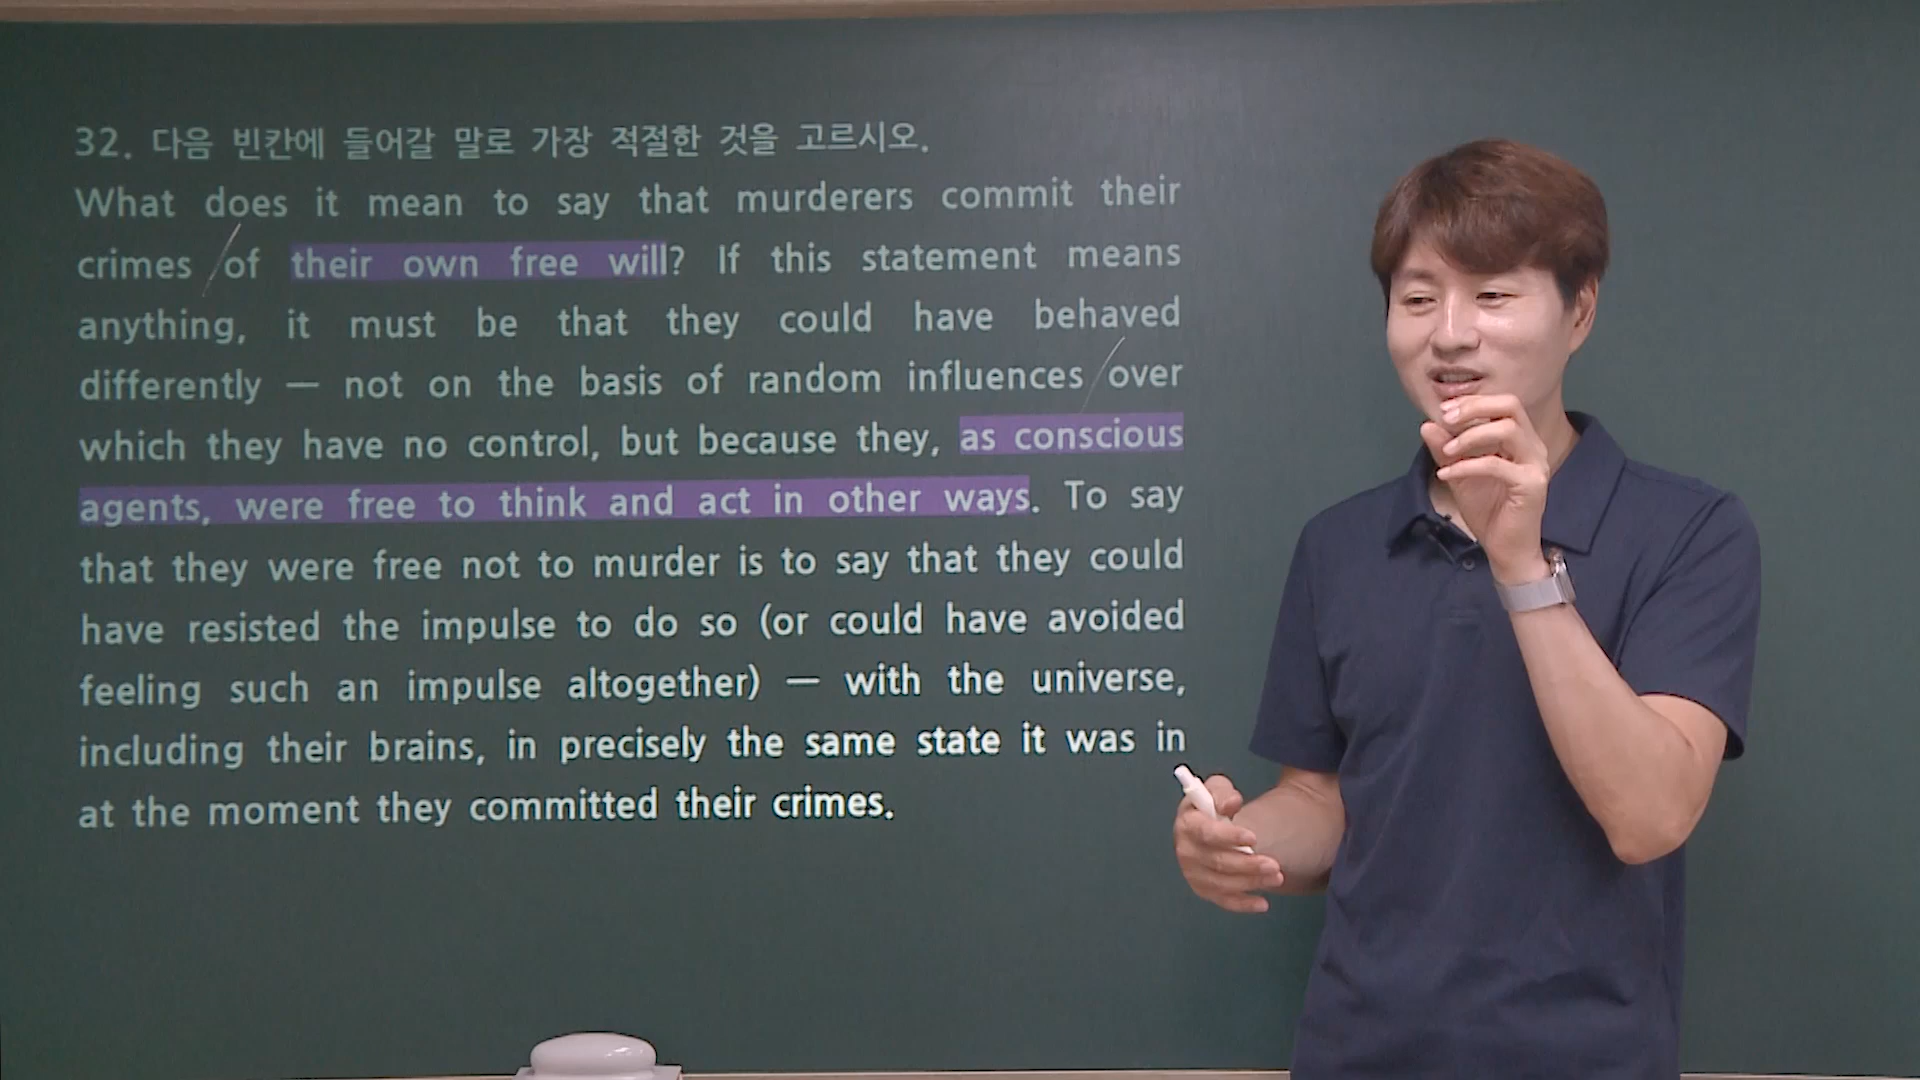 32. 다음 빈칸에 들어갈 말로 가장 적절한 것을 고르시오.
What does it mean to say that murderers commit their
crimes of their own free will? If this statement means
anything, it must be that they could have behaved
differently — not on the basis of random influences over
which they have no control, but because they, as conscious
agents, were free to think and act in other ways. To say
that they were free not to murder is to say that they could
have resisted the impulse to do so (or could have avoided
feeling such an impulse altogether) — with the universe,
including their brains, in precisely the same state it was in
at the moment they committed their crimes.